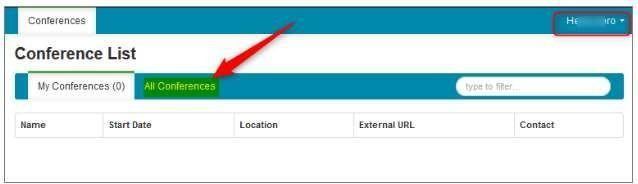 Conferences
Conference List
My Conferences (0)
All Conferences
type to filter...
Name Start Date Location External URL Contact